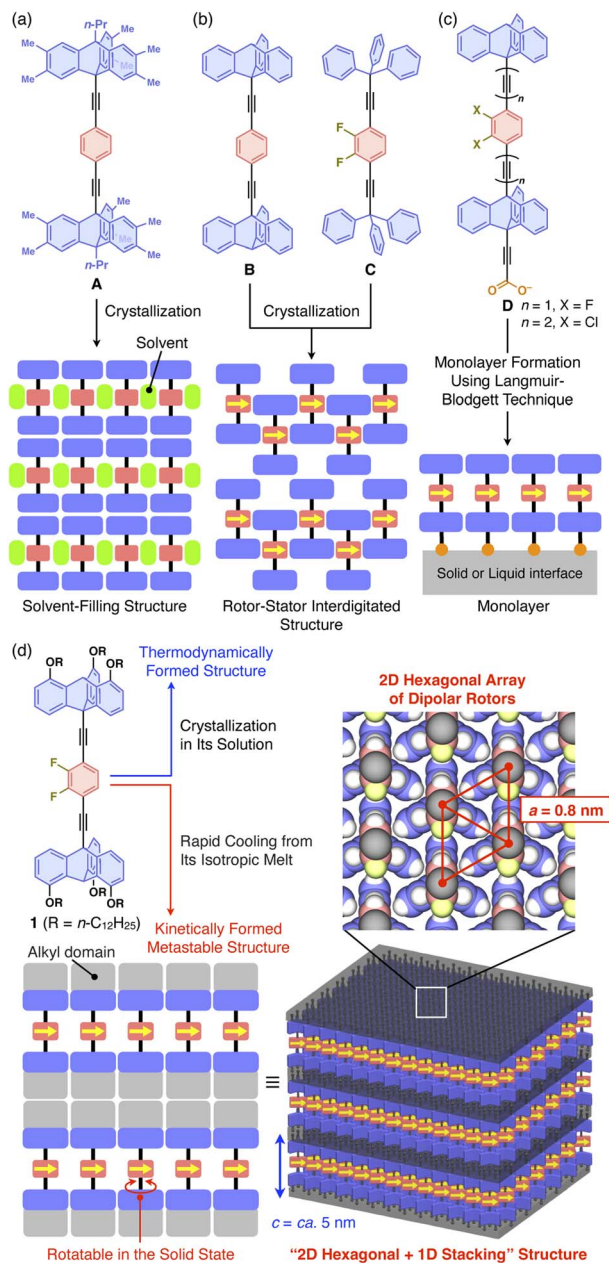 (a)
n-Pr
Me
Me
Me
Me
Me
Me
Me
Me
Me
Me
Me
Me
n-Pr
A
Crystallization
Solvent
Solvent-Filling Structure
(b)
F
F
B
C
Crystallization
Rotor-Stator Interdigitated
Structure
(c)
n
X
X
n
O
O−
D
n = 1, X = F
n = 2, X = Cl
Monolayer Formation
Using Langmuir-
Blodgett Technique
Solid or Liquid interface
Monolayer
(d)
OR
OR
OR
F
F
OR
OR
OR
1 (R = n-C12H25)
Thermodynamically
Formed Structure
Crystallization
in Its Solution
Rapid Cooling from
Its Isotropic Melt
Kinetically Formed
Metastable Structure
2D Hexagonal Array
of Dipolar Rotors
a = 0.8 nm
Alkyl domain
≡
c = ca. 5 nm
Rotatable in the Solid State
“2D Hexagonal + 1D Stacking” Structure